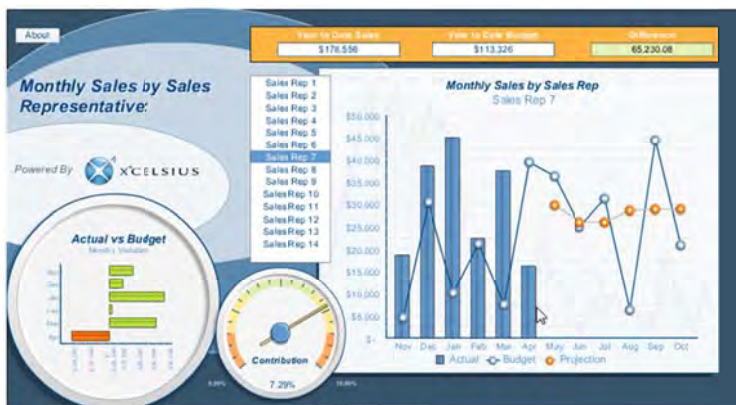 About
Year to Date Sales
Year to Date Budget
Difference
$178,556
$113,326
65,230.08
Monthly Sales by Sales
Representative:
Powered By XCELSIUS
Sales Rep 1
Sales Rep 2
Sales Rep 3
Sales Rep 4
Sales Rep 5
Sales Rep 6
Sales Rep 7
Sales Rep 8
Sales Rep 9
Sales Rep 10
Sales Rep 11
Sales Rep 12
Sales Rep 13
Sales Rep 14
Monthly Sales by Sales Rep
Sales Rep 7
$50,000
$45,000
$40,000
$35,000
$30,000
$25,000
$20,000
$15,000
$10,000
$5,000
$-
Nov Dec Jan Feb Mar Apr May Jun Jul Aug Sep Oct
Actual Budget Projection
Actual vs Budget
Monthly Variation
Contribution
7.29%